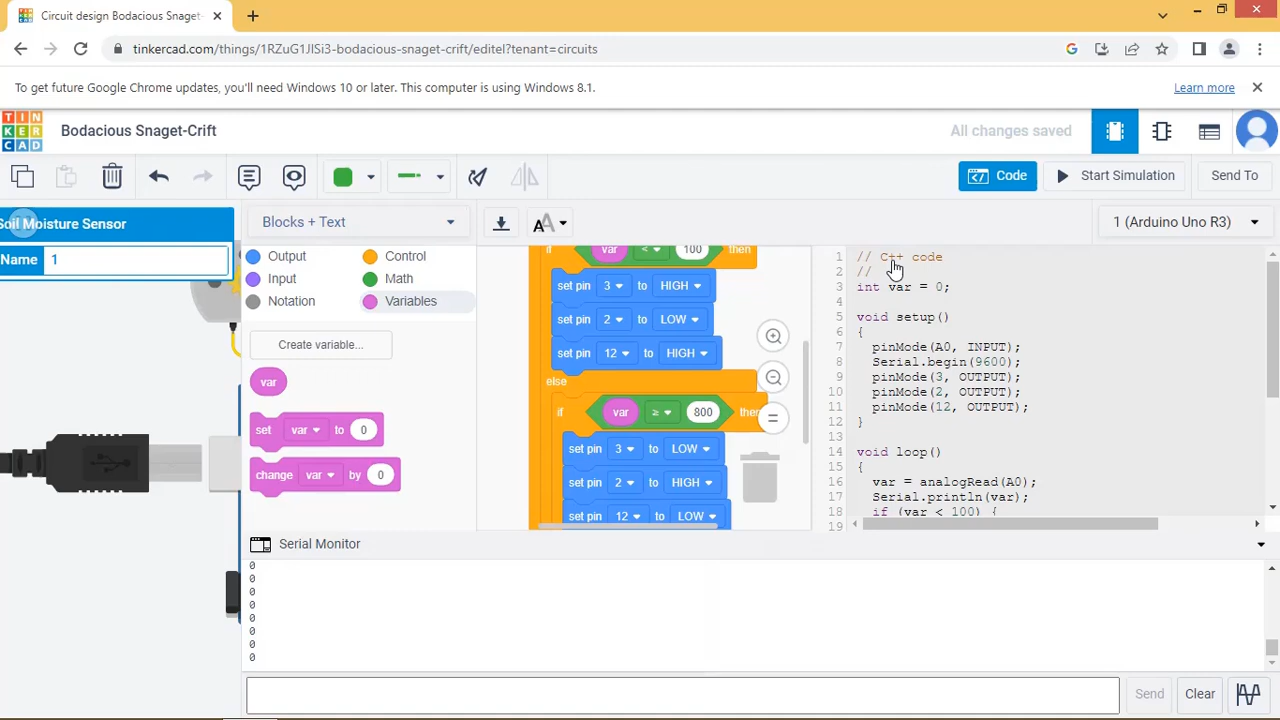 Circuit design Bodacious Snaget-
tinkercad.com/things/1RZuG1JlSi3-bodacious-snaget-crift/editel?tenant=circuits
To get future Google Chrome updates, you'll need Windows 10 or later. This computer is using Windows 8.1.
Learn more
TIN
KER
CAD
Bodacious Snaget-Crift
All changes saved
Code
Start Simulation
Send To
Soil Moisture Sensor
Name 1
Blocks + Text
1 (Arduino Uno R3)
Output
Control
Input
Math
Notation
Variables
Create variable...
var
set var to 0
change var by 0
if var < 100 then
set pin 3 to HIGH
set pin 2 to LOW
set pin 12 to HIGH
else
if var ≥ 800 then
set pin 3 to LOW
set pin 2 to HIGH
set pin 12 to LOW
1 // C++ code
2 //
3 int var = 0;
4
5 void setup()
6 {
7 pinMode(A0, INPUT);
8 Serial.begin(9600);
9 pinMode(3, OUTPUT);
10 pinMode(2, OUTPUT);
11 pinMode(12, OUTPUT);
12 }
13
14 void loop()
15 {
16 var = analogRead(A0);
17 Serial.println(var);
18 if (var < 100) {
19
Serial Monitor
0
0
0
0
0
0
0
0
Send
Clear